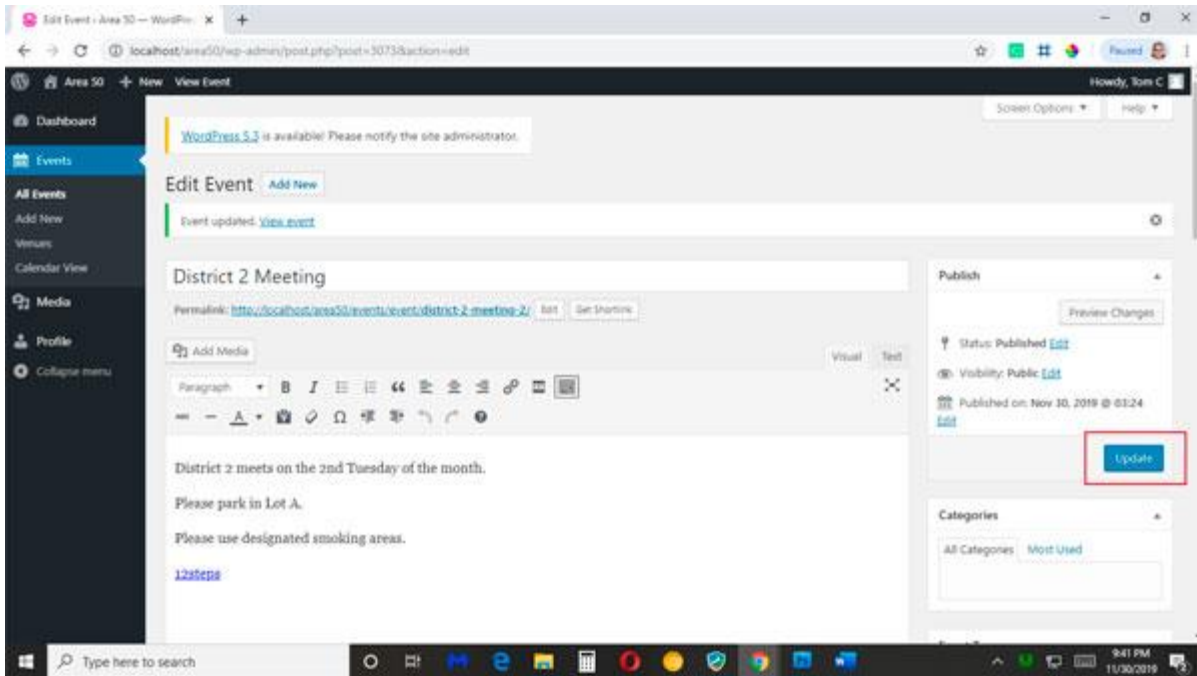 Edit Event ‹ Area 50 — WordPre
localhost/area50/wp-admin/post.php?post=3073&action=edit
Paused
Area 50
New
View Event
Howdy, Tom C
Screen Options
Help
Dashboard
Events
All Events
Add New
Venues
Calendar View
Media
Profile
Collapse menu
WordPress 5.3 is available! Please notify the site administrator.
Edit Event
Add New
Event updated. View event
District 2 Meeting
Permalink: http://localhost/area50/events/event/district-2-meeting-2/ Edit Get Shortlink
Add Media
Visual
Text
Paragraph
District 2 meets on the 2nd Tuesday of the month.
Please park in Lot A.
Please use designated smoking areas.
12steps
Publish
Preview Changes
Status: Published Edit
Visibility: Public Edit
Published on: Nov 30, 2019 @ 03:24
Edit
Update
Categories
All Categories
Most Used
Type here to search
9:41 PM
11/30/2019